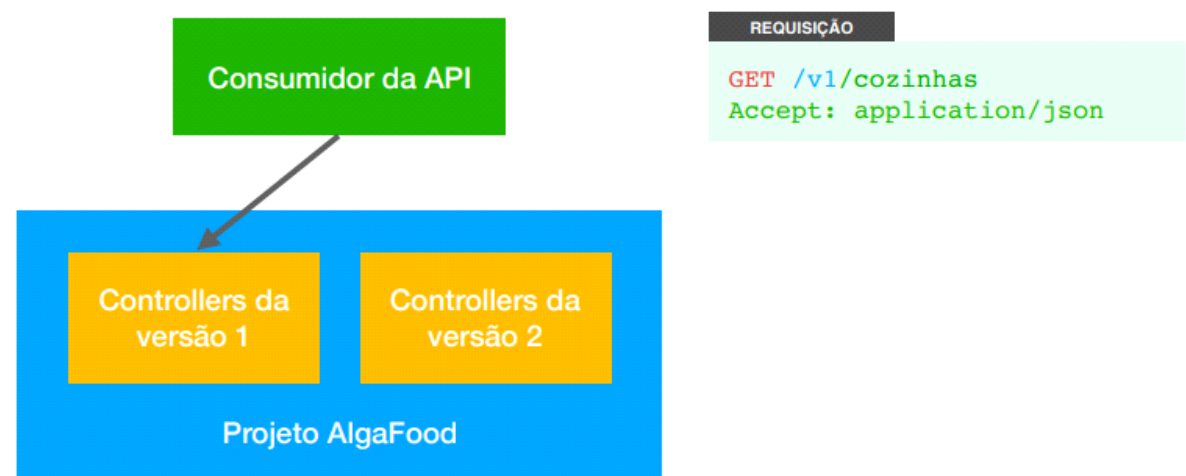 Consumidor da API
REQUISIÇÃO
GET /v1/cozinhas
Accept: application/json
Controllers da
versão 1
Controllers da
versão 2
Projeto AlgaFood